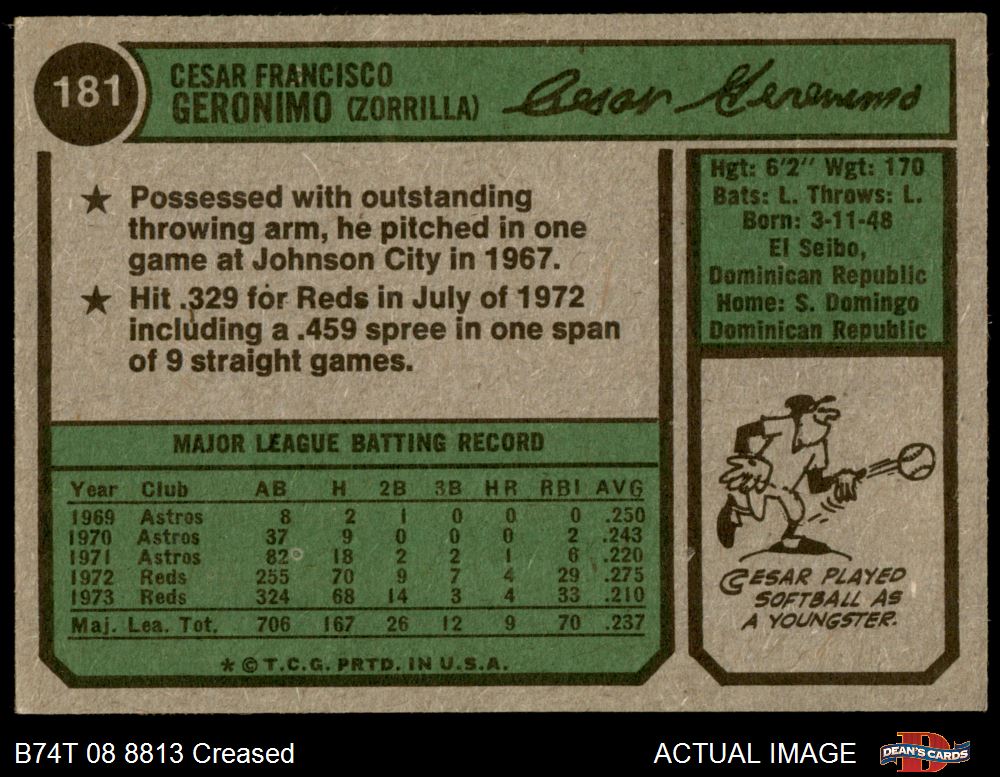 181
CESAR FRANCISCO
GERONIMO (ZORRILLA)
Cesar Geronimo
★ Possessed with outstanding
throwing arm, he pitched in one
game at Johnson City in 1967.
★ Hit .329 for Reds in July of 1972
including a .459 spree in one span
of 9 straight games.
MAJOR LEAGUE BATTING RECORD
Year Club AB H 2B 3B HR RBI AVG
1969 Astros 8 2 1 0 0 0 .250
1970 Astros 37 9 0 0 0 2 .243
1971 Astros 82 18 2 2 1 6 .220
1972 Reds 255 70 9 7 4 29 .275
1973 Reds 324 68 14 3 4 33 .210
Maj. Lea. Tot. 706 167 26 12 9 70 .237
* © T.C.G. PRTD. IN U.S.A.
Hgt: 6'2" Wgt: 170
Bats: L. Throws: L.
Born: 3-11-48
El Seibo,
Dominican Republic
Home: S. Domingo
Dominican Republic
CESAR PLAYED
SOFTBALL AS
A YOUNGSTER.
B74T 08 8813 Creased
ACTUAL IMAGE
DEAN'S CARDS